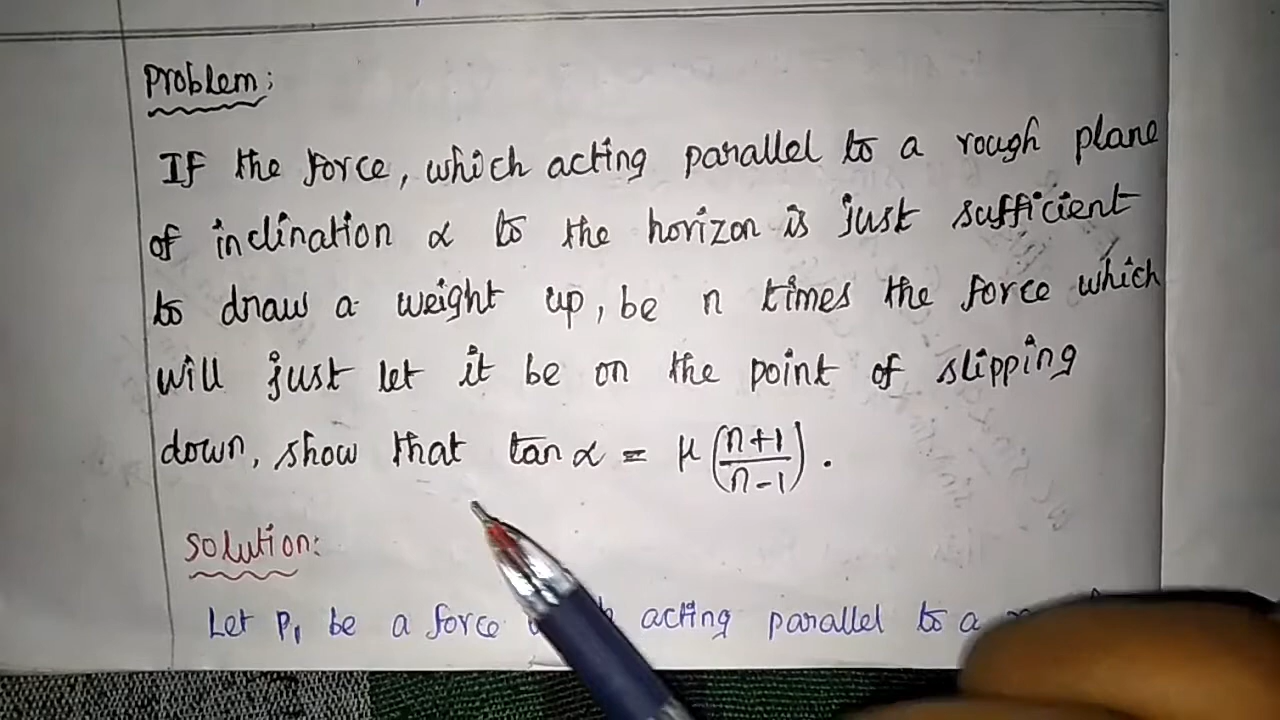 Problem:
If the force, which acting parallel to a rough plane
of inclination α to the horizon is just sufficient
to draw a weight up, be n times the force which
will just let it be on the point of slipping
down, show that tan α = μ (n+1/n-1).
Solution:
Let P₁ be a force acting parallel to a